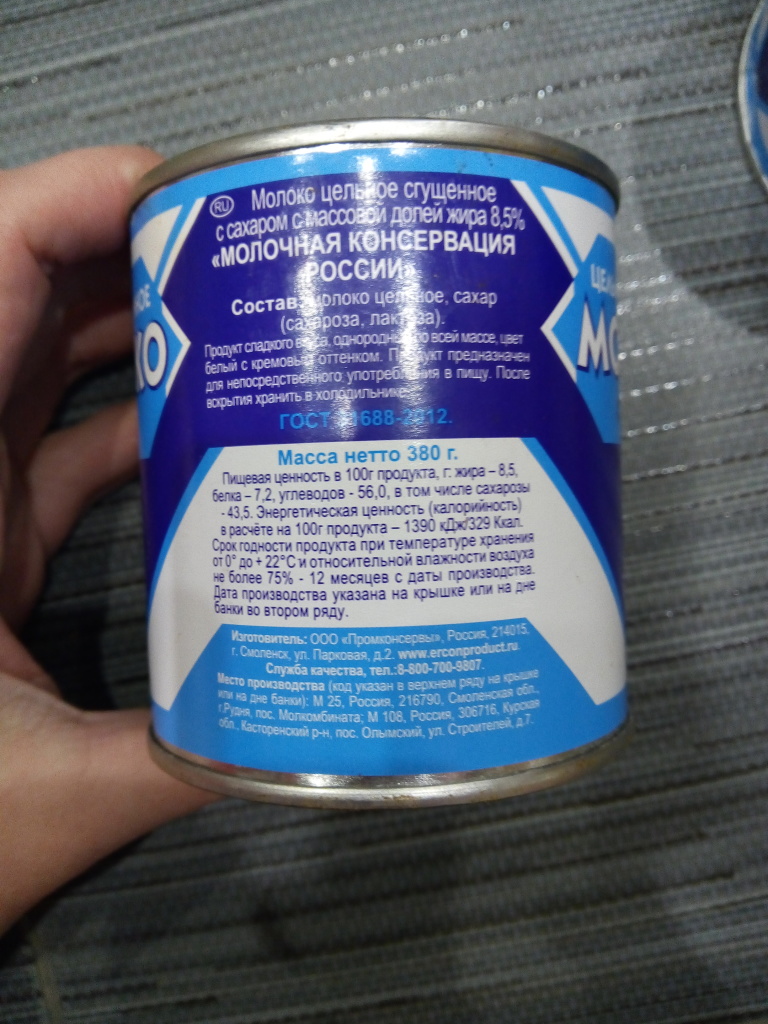 RU
Молоко цельное сгущенное
с сахаром с массовой долей жира 8,5%
«МОЛОЧНАЯ КОНСЕРВАЦИЯ
РОССИИ»
Состав: молоко цельное, сахар
(сахароза, лактоза).
Продукт сладкого вкуса, однородный по всей массе, цвет
белый с кремовым оттенком. Продукт предназначен
для непосредственного употребления в пищу. После
вскрытия хранить в холодильнике.
ГОСТ 31688-2012.
Масса нетто 380 г.
Пищевая ценность в 100г продукта, г: жира – 8,5,
белка – 7,2, углеводов - 56,0, в том числе сахарозы
- 43,5. Энергетическая ценность (калорийность)
в расчёте на 100г продукта – 1390 кДж/329 Ккал.
Срок годности продукта при температуре хранения
от 0° до + 22°С и относительной влажности воздуха
не более 75% - 12 месяцев с даты производства.
Дата производства указана на крышке или на дне
банки во втором ряду.
Изготовитель: ООО «Промконсервы», Россия, 214015,
г. Смоленск, ул. Парковая, д.2. www.erconproduct.ru.
Служба качества, тел.:8-800-700-9807.
Место производства (код указан в верхнем ряду на крышке
или на дне банки): М 25, Россия, 216790, Смоленская обл.,
г.Рудня, пос. Молкомбината; М 108, Россия, 306716, Курская
обл., Касторенский р-н, пос. Олымский, ул. Строителей, д.7.